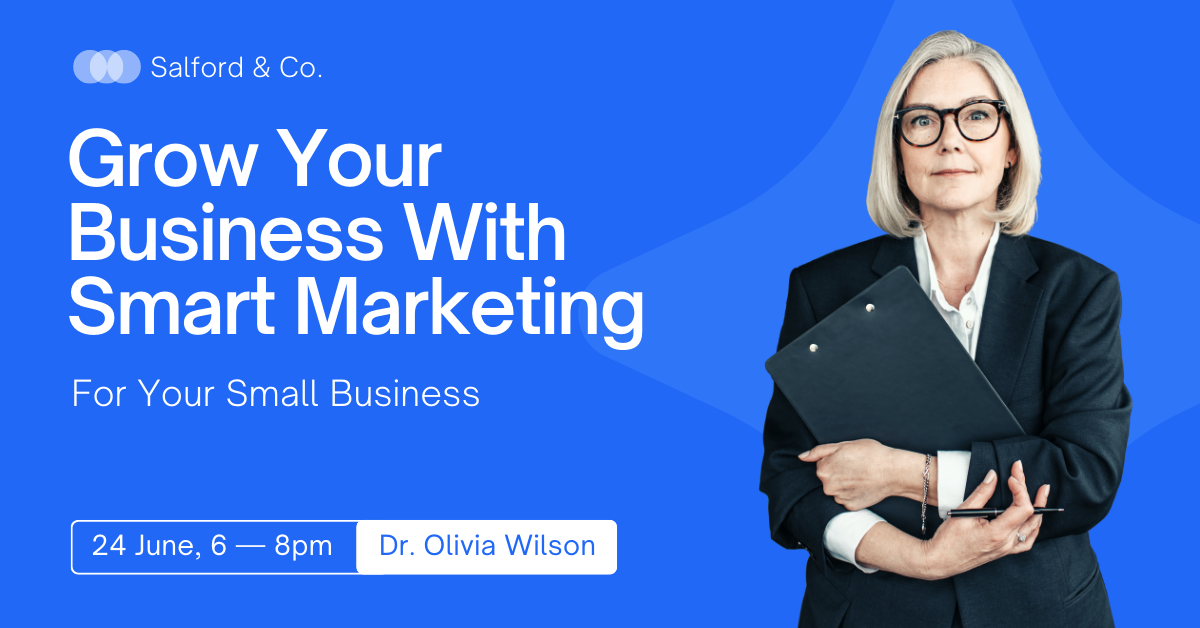 Salford & Co.
Grow Your
Business With
Smart Marketing
For Your Small Business
24 June, 6 — 8pm
Dr. Olivia Wilson